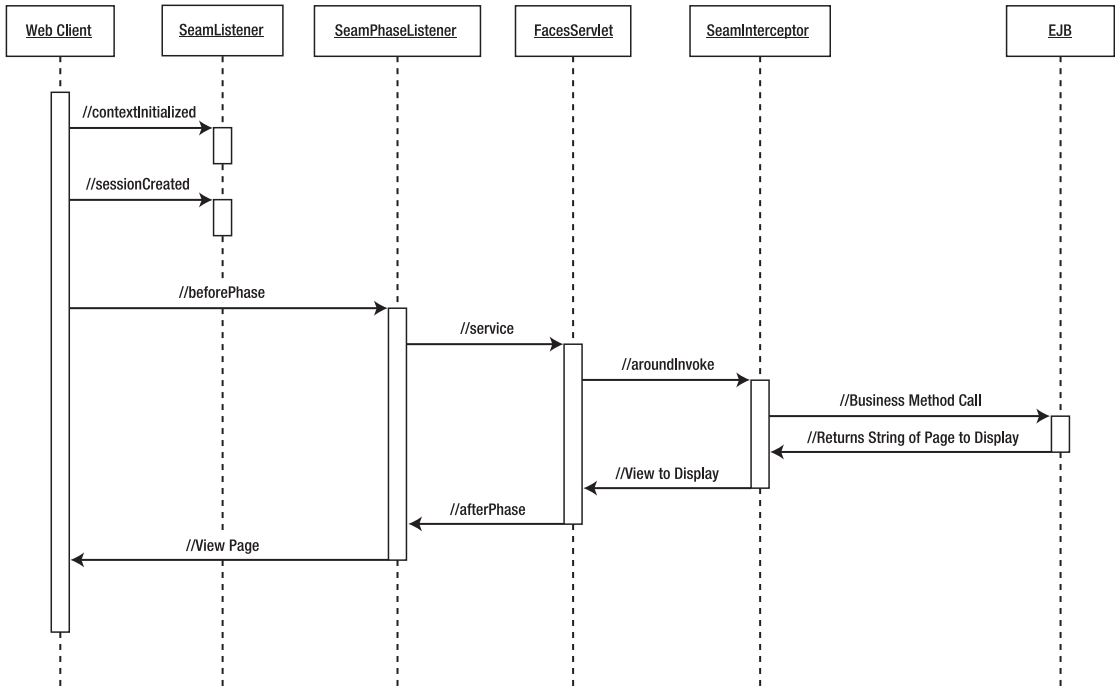 Web Client
SeamListener
SeamPhaseListener
FacesServlet
SeamInterceptor
EJB
//contextInitialized
//sessionCreated
//beforePhase
//service
//aroundInvoke
//Business Method Call
//Returns String of Page to Display
//View to Display
//afterPhase
//View Page